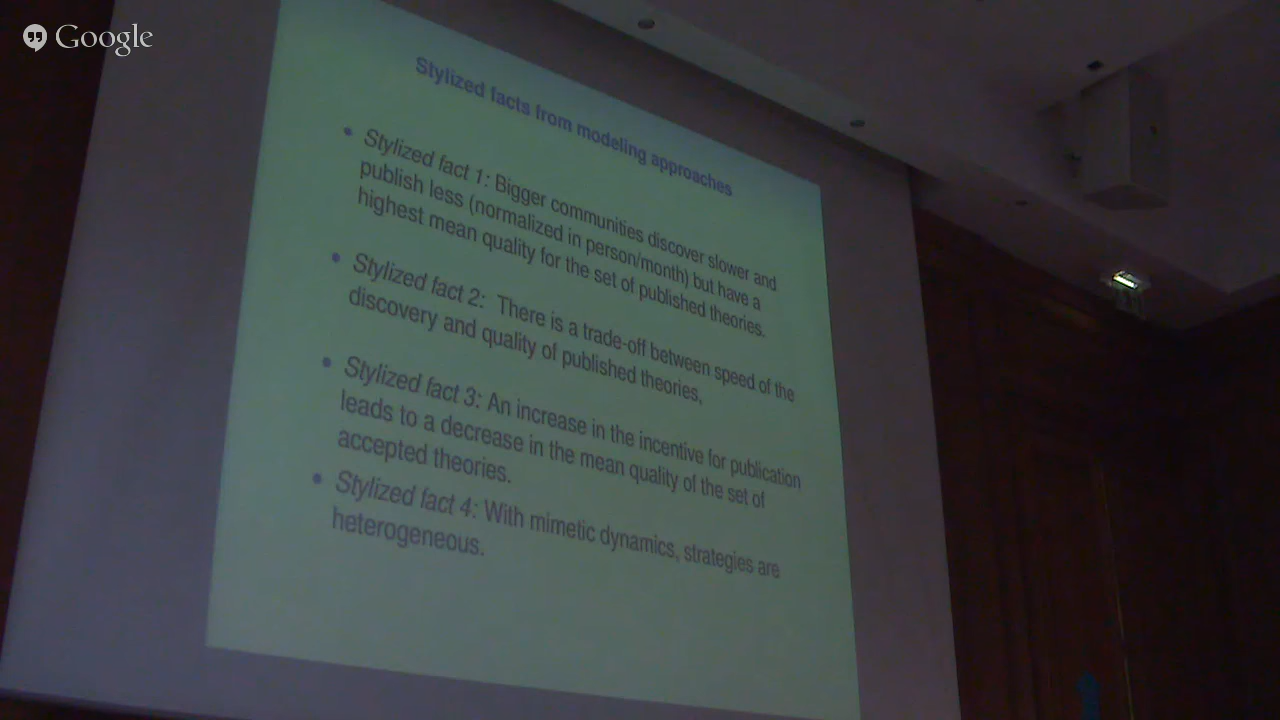 Google
Stylized facts from modeling approaches
• Stylized fact 1: Bigger communities discover slower and
publish less (normalized in person/month) but have a
highest mean quality for the set of published theories.
• Stylized fact 2: There is a trade-off between speed of the
discovery and quality of published theories,
• Stylized fact 3: An increase in the incentive for publication
leads to a decrease in the mean quality of the set of
accepted theories.
• Stylized fact 4: With mimetic dynamics, strategies are
heterogeneous.